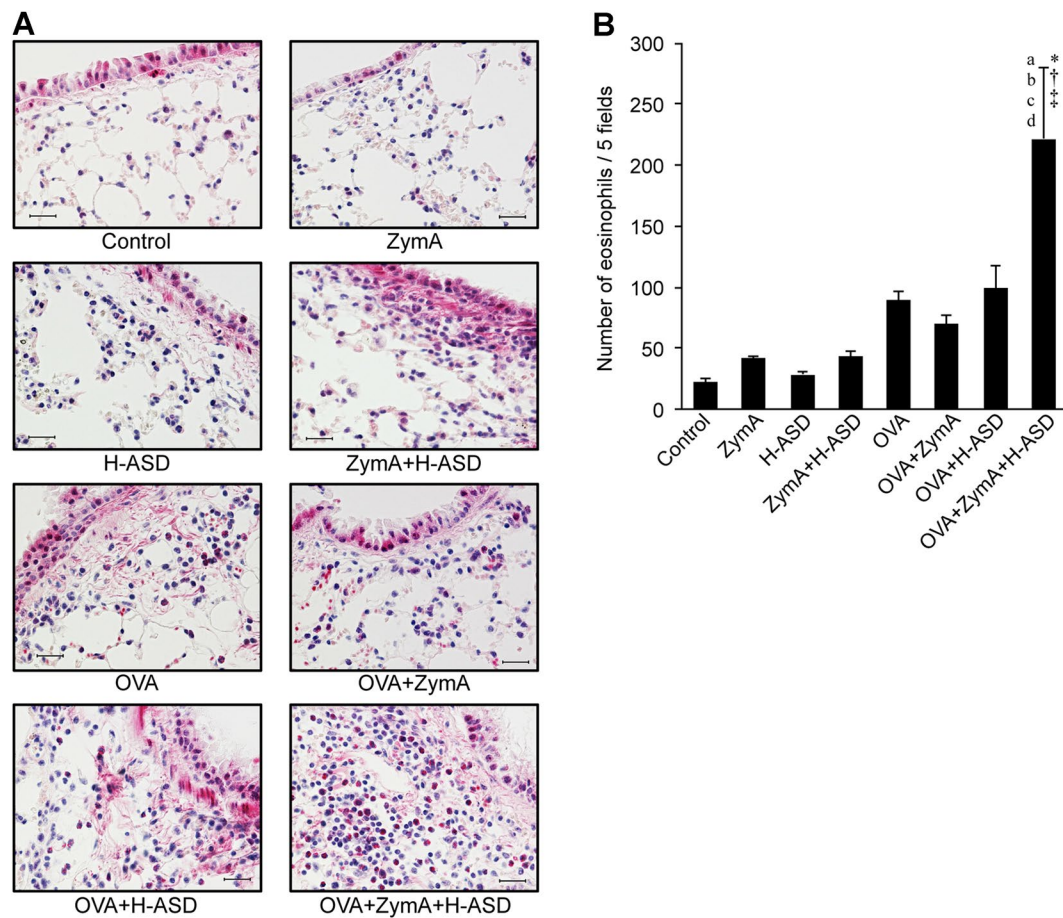 A
Control
ZymA
H-ASD
ZymA+H-ASD
OVA
OVA+ZymA
OVA+H-ASD
OVA+ZymA+H-ASD
B
Number of eosinophils / 5 fields
300
250
200
150
100
50
0
a *
b †
c ‡
d
Control
ZymA
H-ASD
ZymA+H-ASD
OVA
OVA+ZymA
OVA+H-ASD
OVA+ZymA+H-ASD